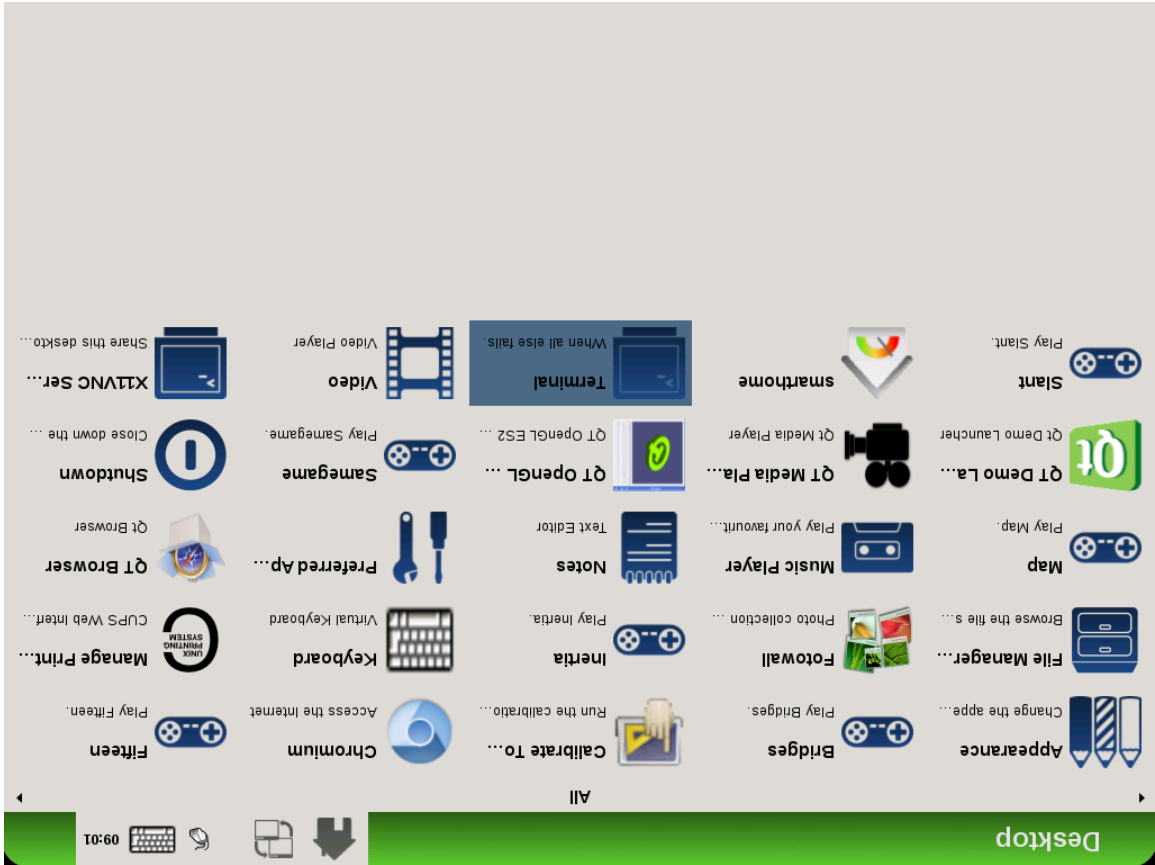 Desktop
09:01
All
Appearance
Change the appe...
Bridges
Play Bridges.
Calibrate To...
Run the calibratio...
Chromium
Access the Internet
Fifteen
Play Fifteen.
File Manager...
Browse the file s...
Fotowall
Photo collection ...
Inertia
Play Inertia.
Keyboard
Virtual Keyboard
UNIX
PRINTING
SYSTEM
Manage Print...
CUPS Web Interf...
Map
Play Map.
Music Player
Play your favourit...
Notes
Text Editor
Preferred Ap...
QT Browser
Qt Browser
Qt
QT Demo La...
Qt Demo Launcher
QT Media Pla...
Qt Media Player
QT OpenGL ...
QT OpenGL ES2 ...
Samegame
Play Samegame.
Shutdown
Close down the ...
Slant
Play Slant.
smarthome
Terminal
When all else fails.
Video
Video Player
X11VNC Ser...
Share this deskto...